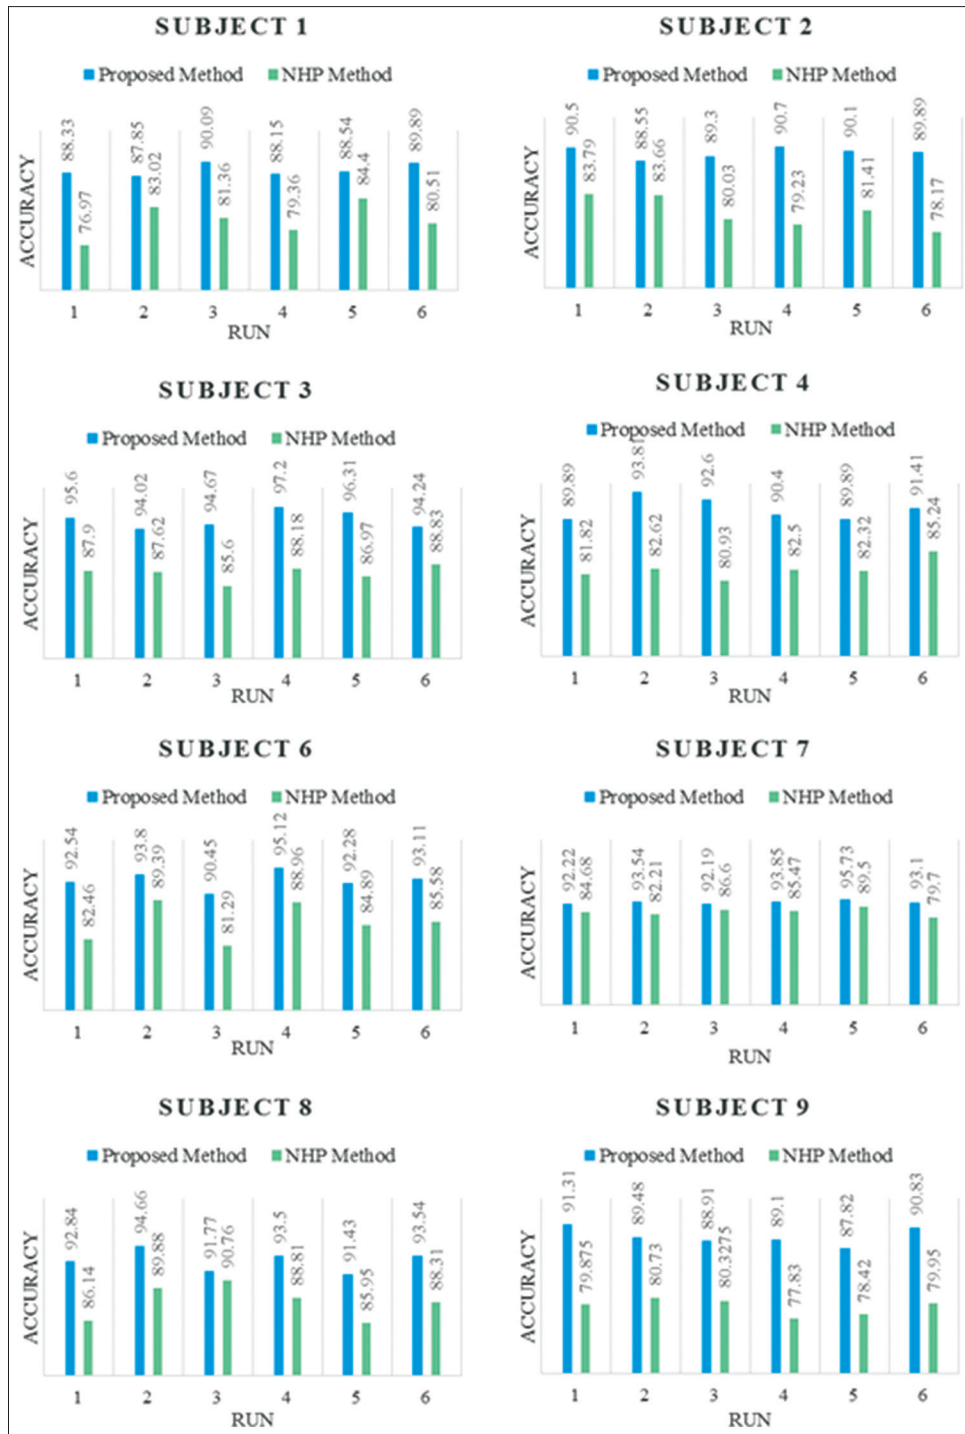 SUBJECT 1
Proposed Method NHP Method
ACCURACY
88.33 76.97 87.85 83.02 90.09 81.36 88.15 79.36 88.54 84.4 89.89 80.51
1 2 3 4 5 6
RUN
SUBJECT 2
Proposed Method NHP Method
ACCURACY
90.5 83.79 88.55 83.66 89.3 80.03 90.7 79.23 90.1 81.41 89.89 78.17
1 2 3 4 5 6
RUN
SUBJECT 3
Proposed Method NHP Method
ACCURACY
95.6 87.9 94.02 87.62 94.67 85.6 97.2 88.18 96.31 86.97 94.24 88.83
1 2 3 4 5 6
RUN
SUBJECT 4
Proposed Method NHP Method
ACCURACY
89.89 81.82 93.81 82.62 92.6 80.93 90.4 82.5 89.89 82.32 91.41 85.24
1 2 3 4 5 6
RUN
SUBJECT 6
Proposed Method NHP Method
ACCURACY
92.54 82.46 93.8 89.39 90.45 81.29 95.12 88.96 92.28 84.89 93.11 85.58
1 2 3 4 5 6
RUN
SUBJECT 7
Proposed Method NHP Method
ACCURACY
92.22 84.68 93.54 82.21 92.19 86.6 93.85 85.47 95.73 89.5 93.1 79.7
1 2 3 4 5 6
RUN
SUBJECT 8
Proposed Method NHP Method
ACCURACY
92.84 86.14 94.66 89.88 91.77 90.76 93.5 88.81 91.43 85.95 93.54 88.31
1 2 3 4 5 6
RUN
SUBJECT 9
Proposed Method NHP Method
ACCURACY
91.31 79.875 89.48 80.73 88.91 80.3275 89.1 77.83 87.82 78.42 90.83 79.95
1 2 3 4 5 6
RUN